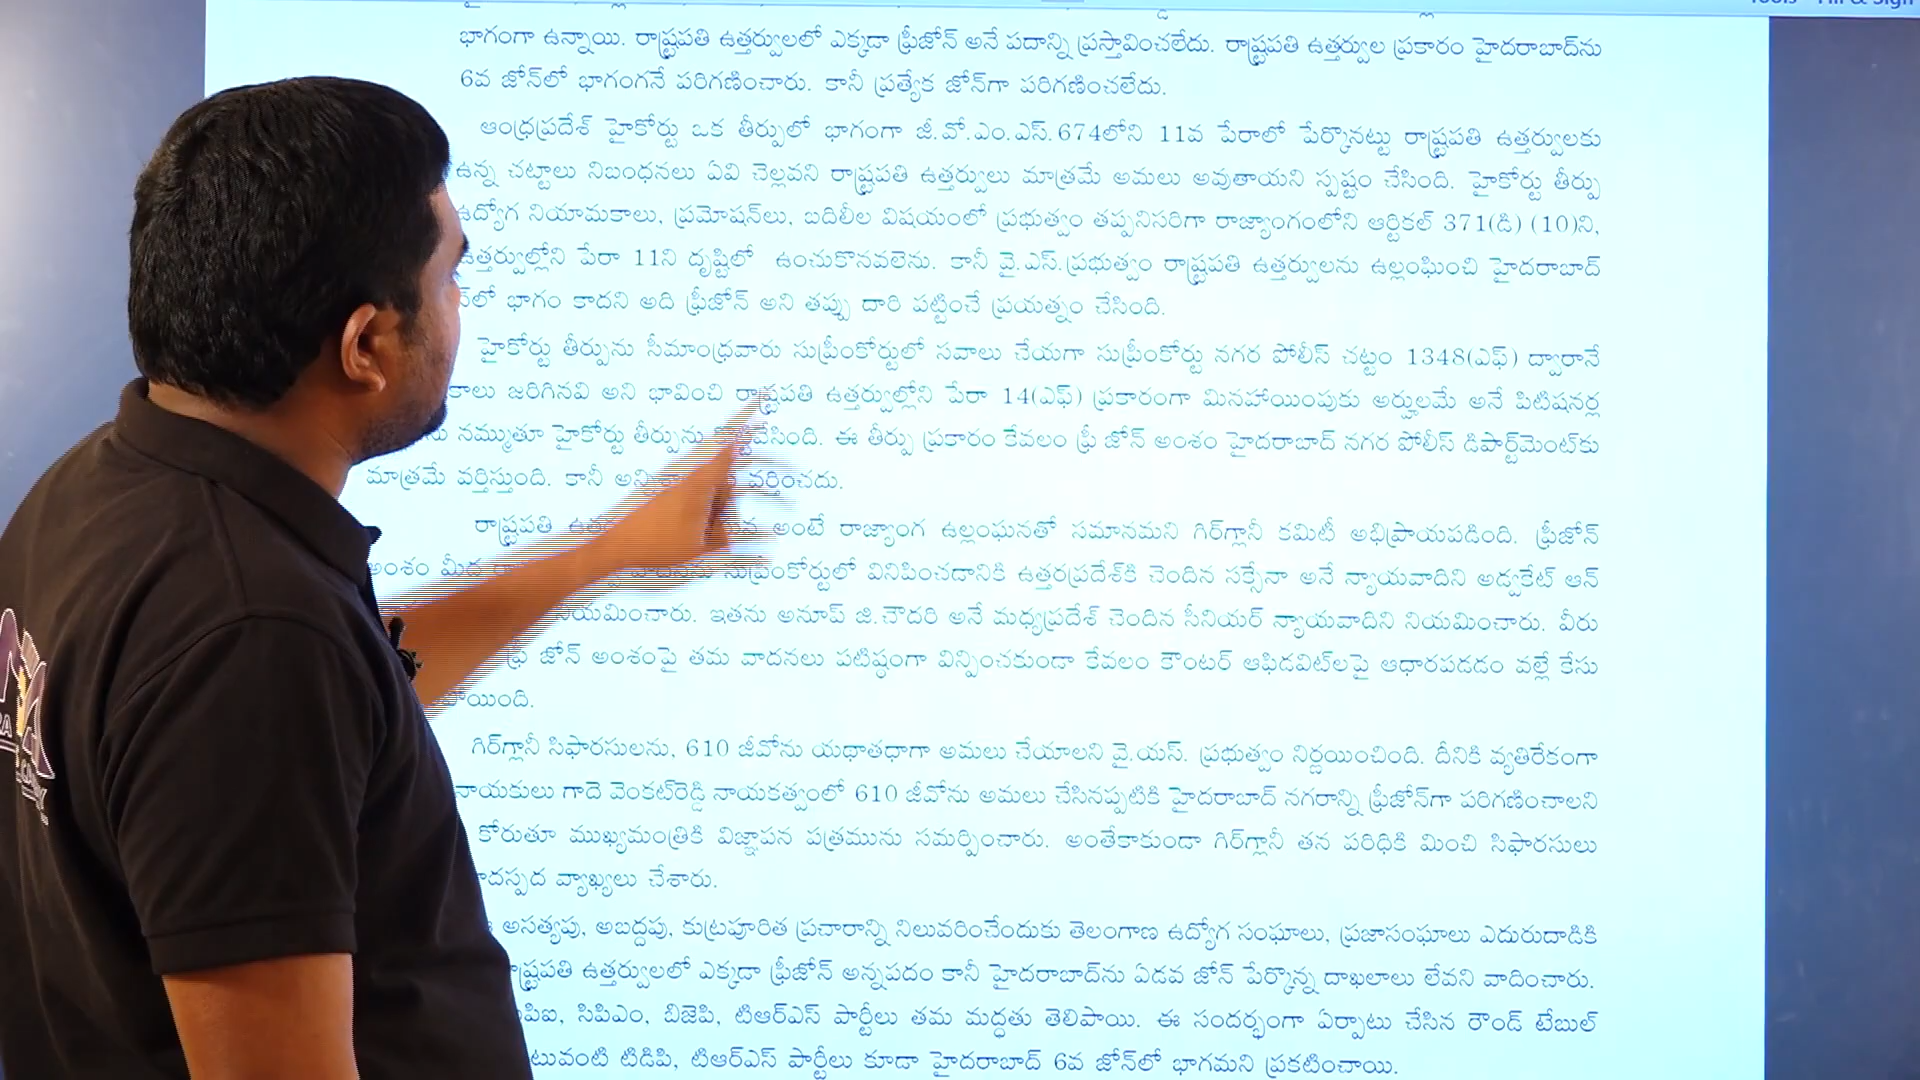 Tools Fill & Sign
భాగంగా ఉన్నాయి. రాష్ట్రపతి ఉత్తర్వులలో ఎక్కడా ఫ్రీజోన్ అనే పదాన్ని ప్రస్తావించలేదు. రాష్ట్రపతి ఉత్తర్వుల ప్రకారం హైదరాబాద్‌ను
6వ జోన్‌లో భాగంగనే పరిగణించారు. కానీ ప్రత్యేక జోన్‌గా పరిగణించలేదు.
ఆంధ్రప్రదేశ్ హైకోర్టు ఒక తీర్పులో భాగంగా జీ.వో.ఎం.ఎస్.674లోని 11వ పేరాలో పేర్కొనట్టు రాష్ట్రపతి ఉత్తర్వులకు
ఉన్న చట్టాలు నిబంధనలు ఏవి చెల్లవని రాష్ట్రపతి ఉత్తర్వులు మాత్రమే అమలు అవుతాయని స్పష్టం చేసింది. హైకోర్టు తీర్పు
ఉద్యోగ నియామకాలు, ప్రమోషన్‌లు, బదిలీల విషయంలో ప్రభుత్వం తప్పనిసరిగా రాజ్యాంగంలోని ఆర్టికల్ 371(డి) (10)ని,
ఉత్తర్వుల్లోని పేరా 11ని దృష్టిలో ఉంచుకొనవలెను. కానీ వై.ఎస్.ప్రభుత్వం రాష్ట్రపతి ఉత్తర్వులను ఉల్లంఘించి హైదరాబాద్
న్‌లో భాగం కాదని అది ఫ్రీజోన్ అని తప్పు దారి పట్టించే ప్రయత్నం చేసింది.
హైకోర్టు తీర్పును సీమాంధ్రవారు సుప్రీంకోర్టులో సవాలు చేయగా సుప్రీంకోర్టు నగర పోలీస్ చట్టం 1348(ఎఫ్) ద్వారానే
కాలు జరిగినవి అని భావించి రాష్ట్రపతి ఉత్తర్వుల్లోని పేరా 14(ఎఫ్) ప్రకారంగా మినహాయింపుకు అర్హులమే అనే పిటిషనర్ల
ను నమ్ముతూ హైకోర్టు తీర్పును కొట్టివేసింది. ఈ తీర్పు ప్రకారం కేవలం ఫ్రీ జోన్ అంశం హైదరాబాద్ నగర పోలీస్ డిపార్ట్‌మెంట్‌కు
మాత్రమే వర్తిస్తుంది. కానీ అన్ని వర్తించదు.
రాష్ట్రపతి అంటే రాజ్యాంగ ఉల్లంఘనతో సమానమని గిర్‌గ్లానీ కమిటీ అభిప్రాయపడింది. ఫ్రీజోన్
అంశం మీద సుప్రీంకోర్టులో వినిపించడానికి ఉత్తరప్రదేశ్‌కి చెందిన సక్సేనా అనే న్యాయవాదిని అడ్వకేట్ ఆన్
నియమించారు. ఇతను అనూప్ జి.చౌదరి అనే మధ్యప్రదేశ్ చెందిన సీనియర్ న్యాయవాదిని నియమించారు. వీరు
ఫ్రీ జోన్ అంశంపై తమ వాదనలు పటిష్ఠంగా విన్పించకుండా కేవలం కౌంటర్ ఆఫిడవిట్‌లపై ఆధారపడడం వల్లే కేసు
హోయింది.
గిర్‌గ్లానీ సిఫారసులను, 610 జీవోను యథాతధాగా అమలు చేయాలని వై.యస్. ప్రభుత్వం నిర్ణయించింది. దీనికి వ్యతిరేకంగా
నాయకులు గాదె వెంకట్‌రెడ్డి నాయకత్వంలో 610 జీవోను అమలు చేసినప్పటికి హైదరాబాద్ నగరాన్ని ఫ్రీజోన్‌గా పరిగణించాలని
కోరుతూ ముఖ్యమంత్రికి విజ్ఞాపన పత్రమును సమర్పించారు. అంతేకాకుండా గిర్‌గ్లానీ తన పరిధికి మించి సిఫారసులు
దాస్పద వ్యాఖ్యలు చేశారు.
ఈ అసత్యపు, అబద్దపు, కుట్రపూరిత ప్రచారాన్ని నిలువరించేందుకు తెలంగాణ ఉద్యోగ సంఘాలు, ప్రజాసంఘాలు ఎదురుదాడికి
రాష్ట్రపతి ఉత్తర్వులలో ఎక్కడా ఫ్రీజోన్ అన్నపదం కానీ హైదరాబాద్‌ను ఏడవ జోన్ పేర్కొన్న దాఖలాలు లేవని వాదించారు.
పిఐ, సిపిఎం, బిజెపి, టిఆర్ఎస్ పార్టీలు తమ మద్ధతు తెలిపాయి. ఈ సందర్భంగా ఏర్పాటు చేసిన రౌండ్ టేబుల్
టువంటి టిడిపి, టిఆర్ఎస్ పార్టీలు కూడా హైదరాబాద్ 6వ జోన్‌లో భాగమని ప్రకటించాయి.